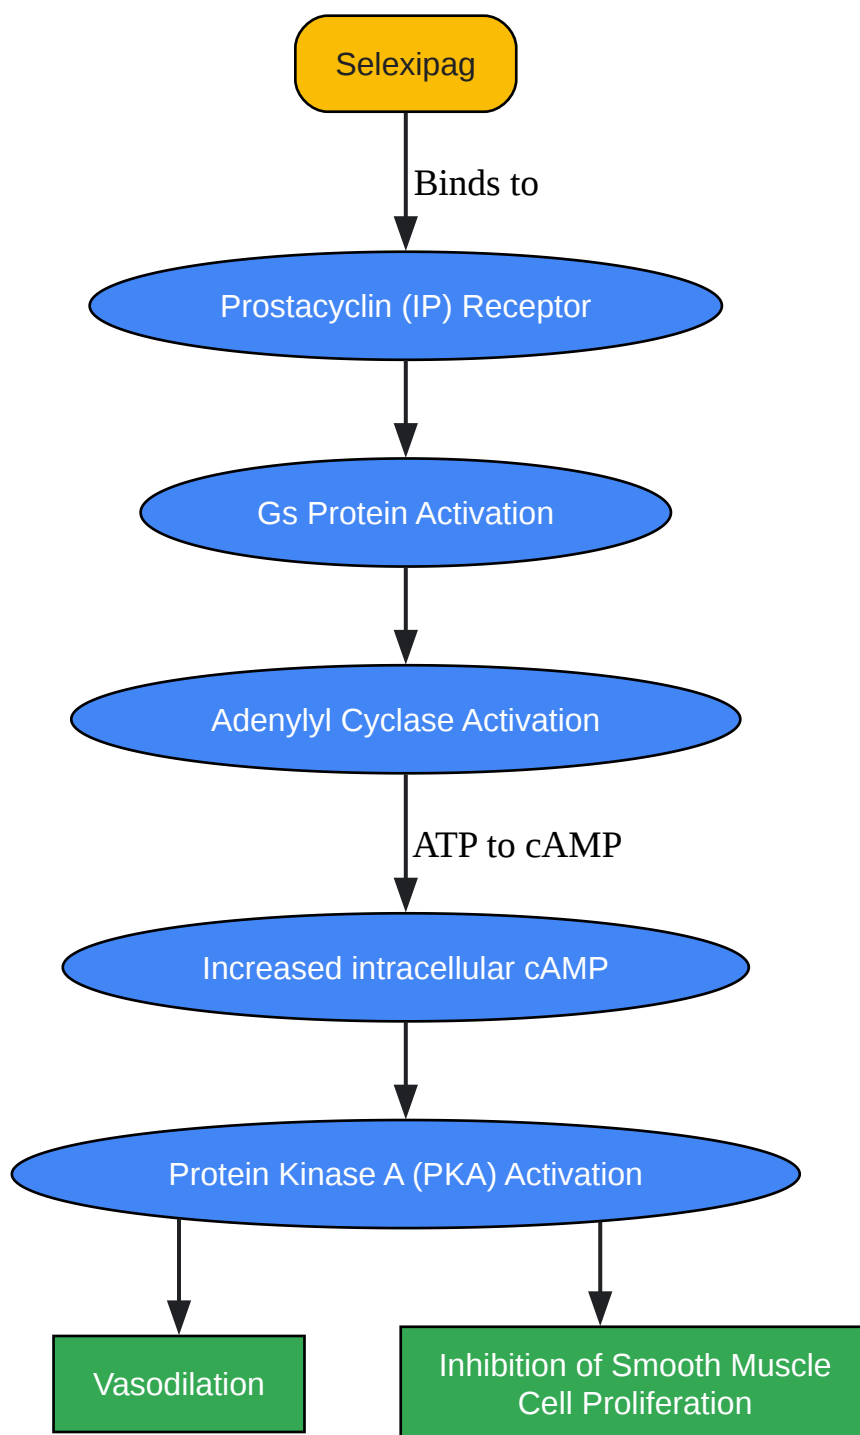 Selexipag
Binds to
Prostacyclin (IP) Receptor
Gs Protein Activation
Adenylyl Cyclase Activation
ATP to cAMP
Increased intracellular cAMP
Protein Kinase A (PKA) Activation
Vasodilation
Inhibition of Smooth Muscle
Cell Proliferation